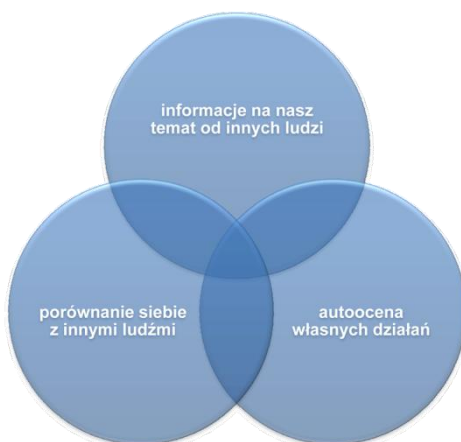 informacje na nasz
temat od innych ludzi
porównanie siebie
z innymi ludźmi
autoocena
własnych działań